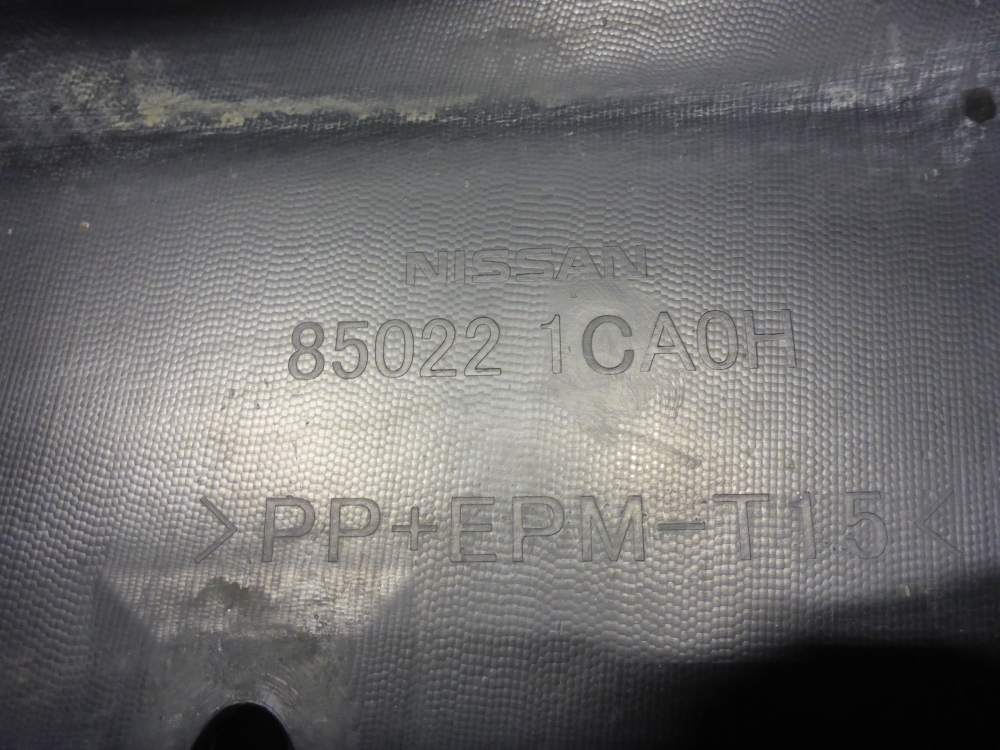 NISSAN
85022 1CA0H
>PP+EPM-T15<